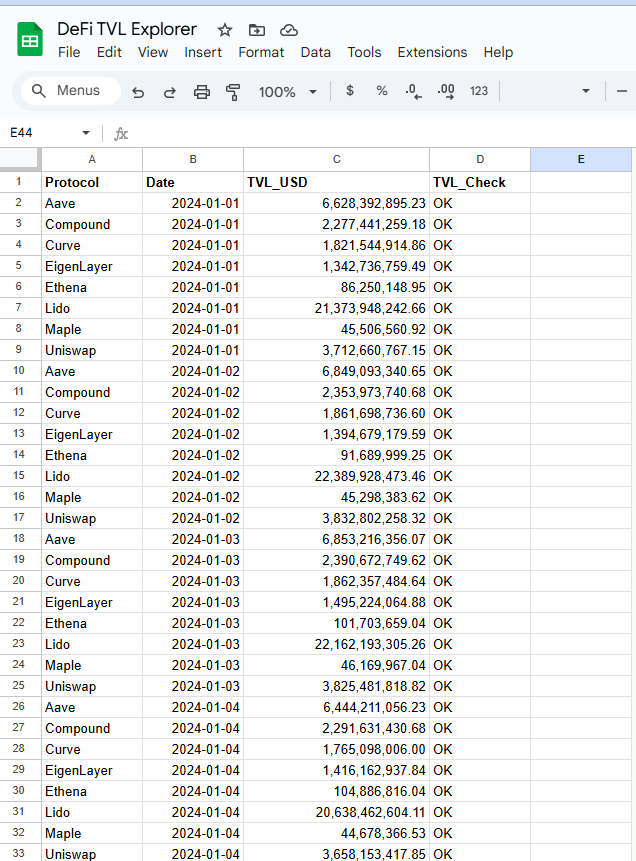 DeFi TVL Explorer
File Edit View Insert Format Data Tools Extensions Help
Menus 100% $ % .0 .00 123
E44 fx
A B C D E
1 Protocol Date TVL_USD TVL_Check
2 Aave 2024-01-01 6,628,392,895.23 OK
3 Compound 2024-01-01 2,277,441,259.18 OK
4 Curve 2024-01-01 1,821,544,914.86 OK
5 EigenLayer 2024-01-01 1,342,736,759.49 OK
6 Ethena 2024-01-01 86,250,148.95 OK
7 Lido 2024-01-01 21,373,948,242.66 OK
8 Maple 2024-01-01 45,506,560.92 OK
9 Uniswap 2024-01-01 3,712,660,767.15 OK
10 Aave 2024-01-02 6,849,093,340.65 OK
11 Compound 2024-01-02 2,353,973,740.68 OK
12 Curve 2024-01-02 1,861,698,736.60 OK
13 EigenLayer 2024-01-02 1,394,679,179.59 OK
14 Ethena 2024-01-02 91,689,999.25 OK
15 Lido 2024-01-02 22,389,928,473.46 OK
16 Maple 2024-01-02 45,298,383.62 OK
17 Uniswap 2024-01-02 3,832,802,258.32 OK
18 Aave 2024-01-03 6,853,216,356.07 OK
19 Compound 2024-01-03 2,390,672,749.62 OK
20 Curve 2024-01-03 1,862,357,484.64 OK
21 EigenLayer 2024-01-03 1,495,224,064.88 OK
22 Ethena 2024-01-03 101,703,659.04 OK
23 Lido 2024-01-03 22,162,193,305.26 OK
24 Maple 2024-01-03 46,169,967.04 OK
25 Uniswap 2024-01-03 3,825,481,818.82 OK
26 Aave 2024-01-04 6,444,211,056.23 OK
27 Compound 2024-01-04 2,291,631,430.68 OK
28 Curve 2024-01-04 1,765,098,006.00 OK
29 EigenLayer 2024-01-04 1,416,162,937.84 OK
30 Ethena 2024-01-04 104,886,816.04 OK
31 Lido 2024-01-04 20,638,462,604.11 OK
32 Maple 2024-01-04 44,678,366.53 OK
33 Uniswap 2024-01-04 3,658,153,417.85 OK